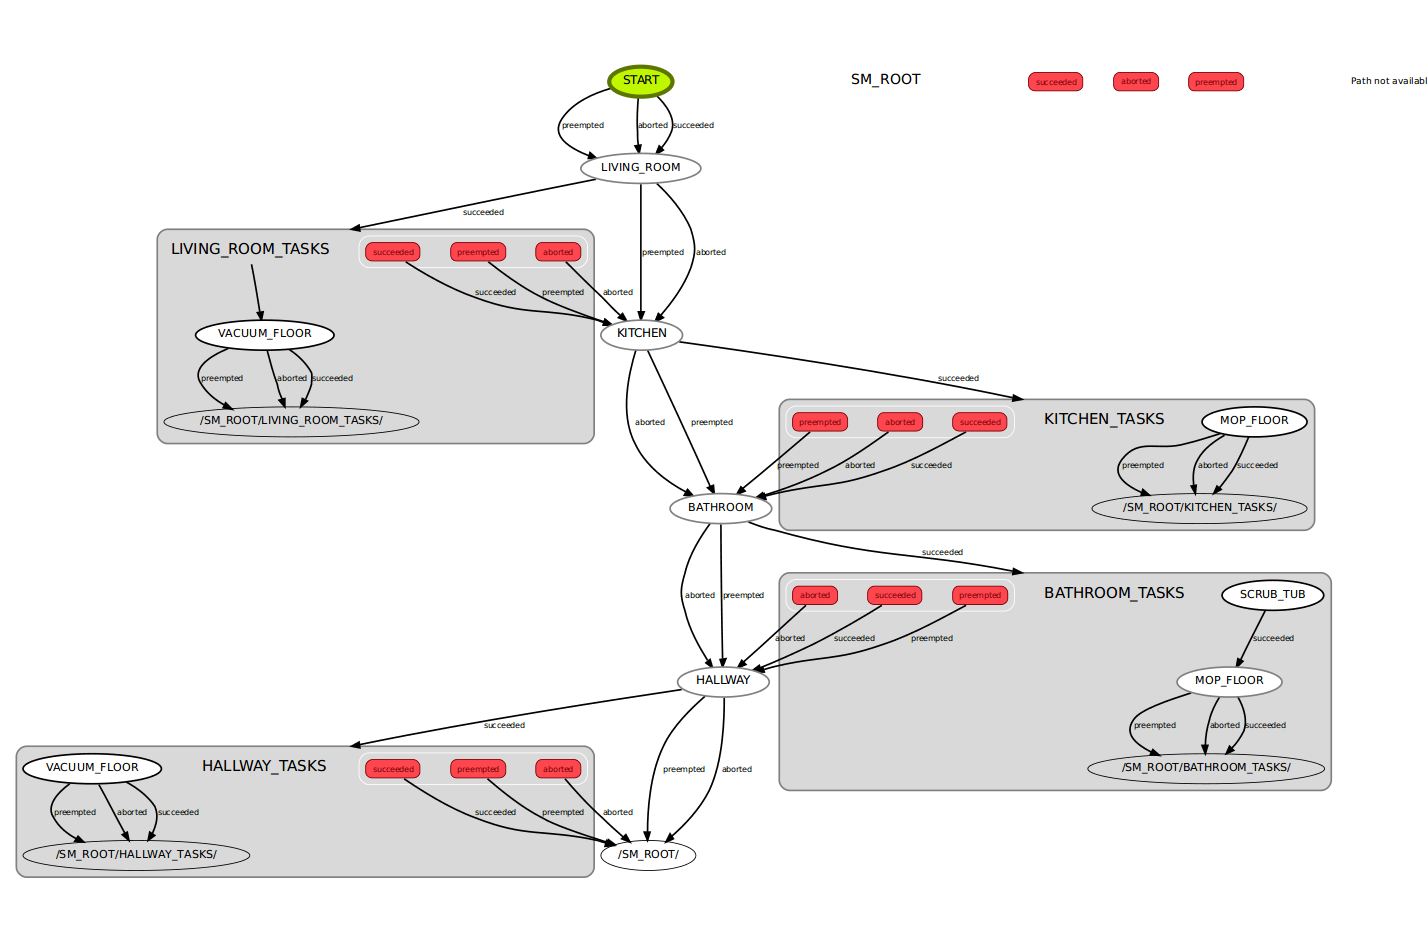 START
SM_ROOT
succeeded
aborted
preempted
Path not availabl
preempted
aborted
succeeded
LIVING_ROOM
succeeded
LIVING_ROOM_TASKS
succeeded
preempted
aborted
preempted
aborted
succeeded
preempted
aborted
VACUUM_FLOOR
KITCHEN
preempted
aborted
succeeded
succeeded
/SM_ROOT/LIVING_ROOM_TASKS/
aborted
preempted
preempted
aborted
succeeded
KITCHEN_TASKS
MOP_FLOOR
preempted
aborted
succeeded
preempted
aborted
succeeded
BATHROOM
/SM_ROOT/KITCHEN_TASKS/
succeeded
aborted
preempted
aborted
succeeded
preempted
BATHROOM_TASKS
SCRUB_TUB
aborted
succeeded
preempted
succeeded
HALLWAY
MOP_FLOOR
succeeded
preempted
aborted
succeeded
VACUUM_FLOOR
HALLWAY_TASKS
succeeded
preempted
aborted
preempted
aborted
/SM_ROOT/BATHROOM_TASKS/
preempted
aborted
succeeded
succeeded
preempted
aborted
/SM_ROOT/HALLWAY_TASKS/
/SM_ROOT/